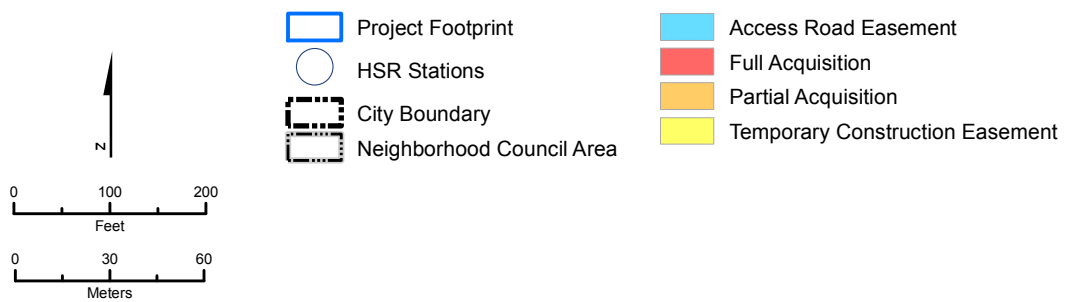 Project Footprint
HSR Stations
City Boundary
Neighborhood Council Area
Access Road Easement
Full Acquisition
Partial Acquisition
Temporary Construction Easement
N
0 100 200
Feet
0 30 60
Meters